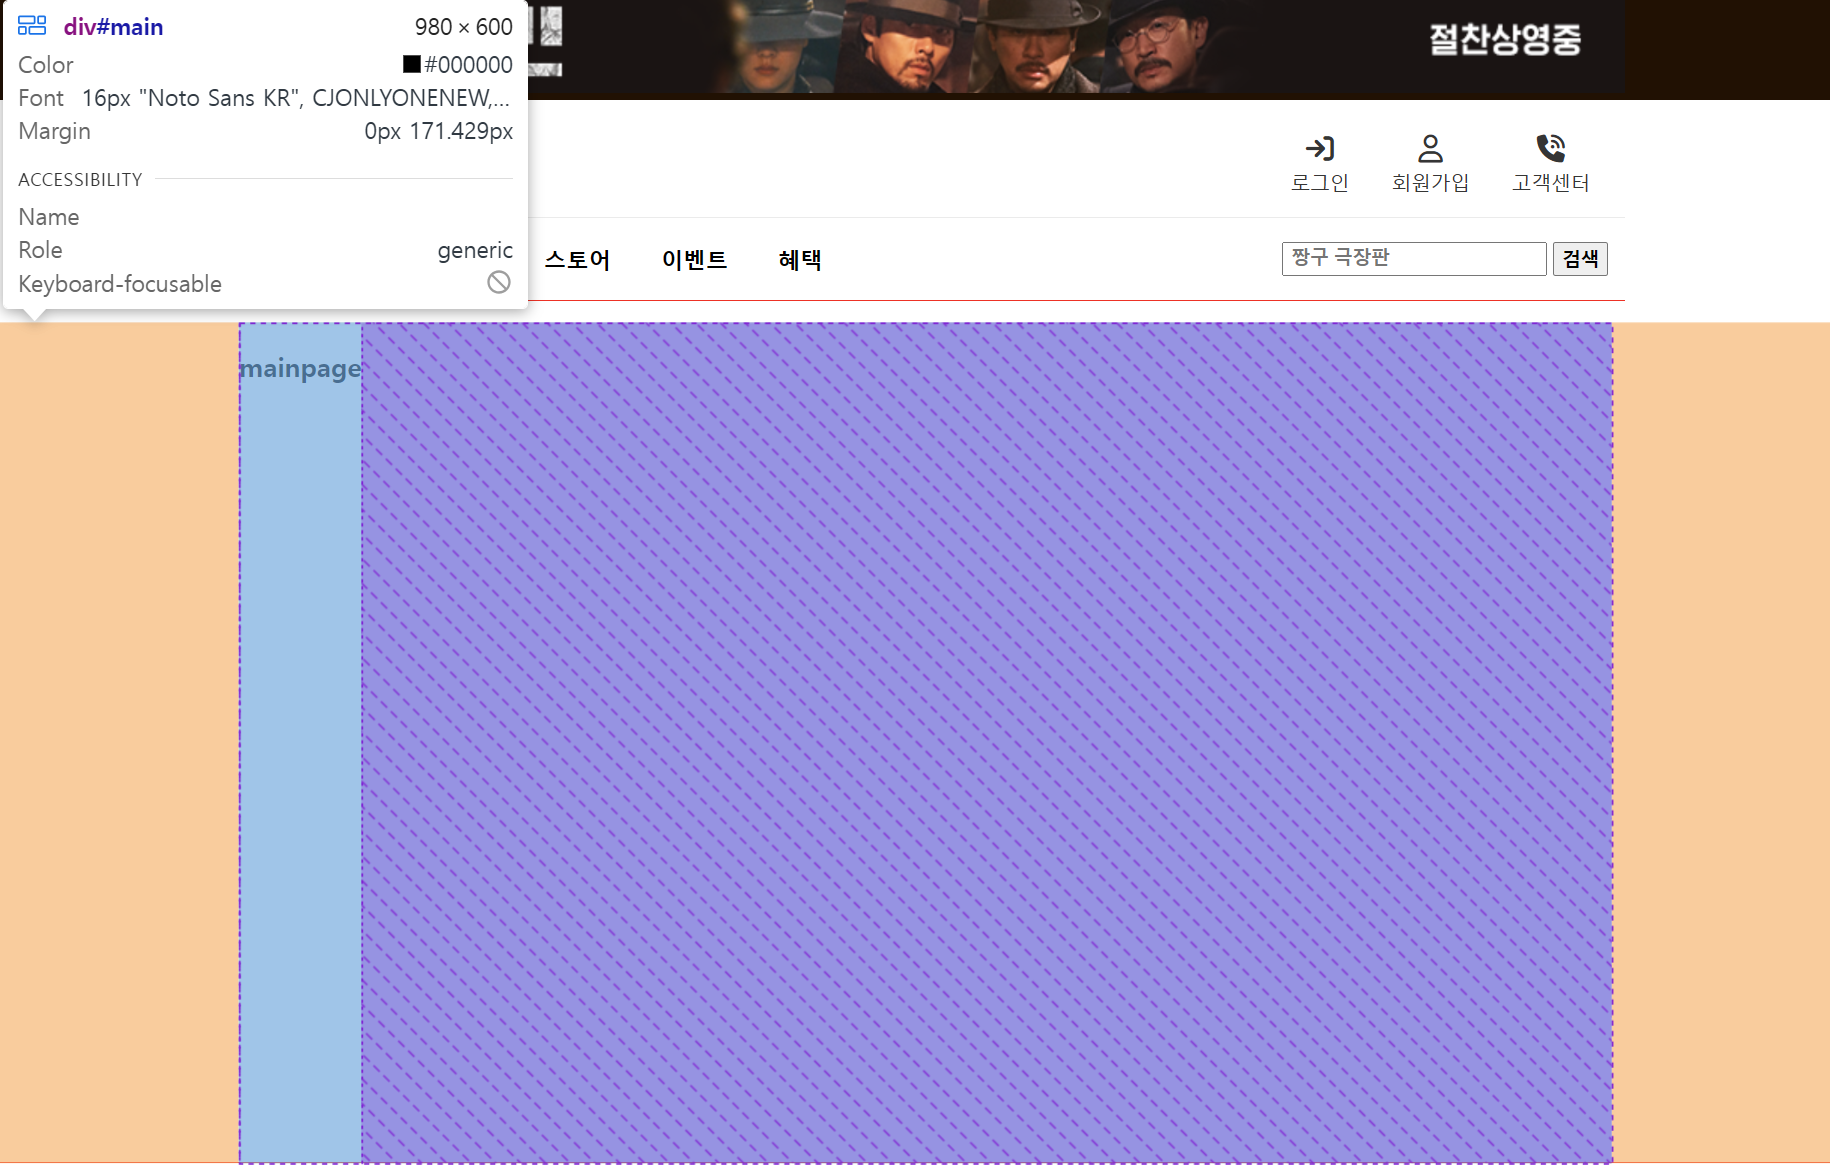 div#main 980 × 600
Color #000000
Font 16px "Noto Sans KR", CJONLYONENEW,...
Margin 0px 171.429px
ACCESSIBILITY
Name
Role generic
Keyboard-focusable
절찬상영중
로그인 회원가입 고객센터
스토어 이벤트 혜택 짱구 극장판 검색
mainpage